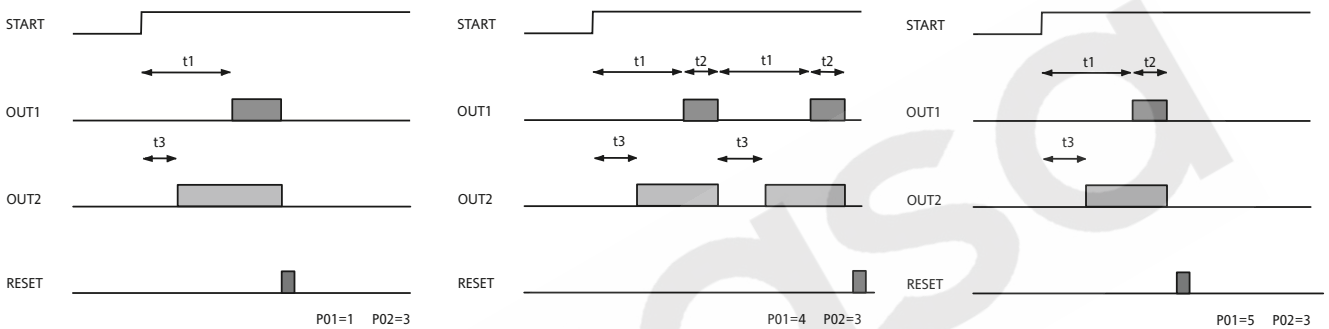 START
t1
OUT1
t3
OUT2
RESET
P01=1 P02=3
START
t1 t2 t1 t2
OUT1
t3 t3
OUT2
RESET
P01=4 P02=3
START
t1 t2
OUT1
t3
OUT2
RESET
P01=5 P02=3
asa